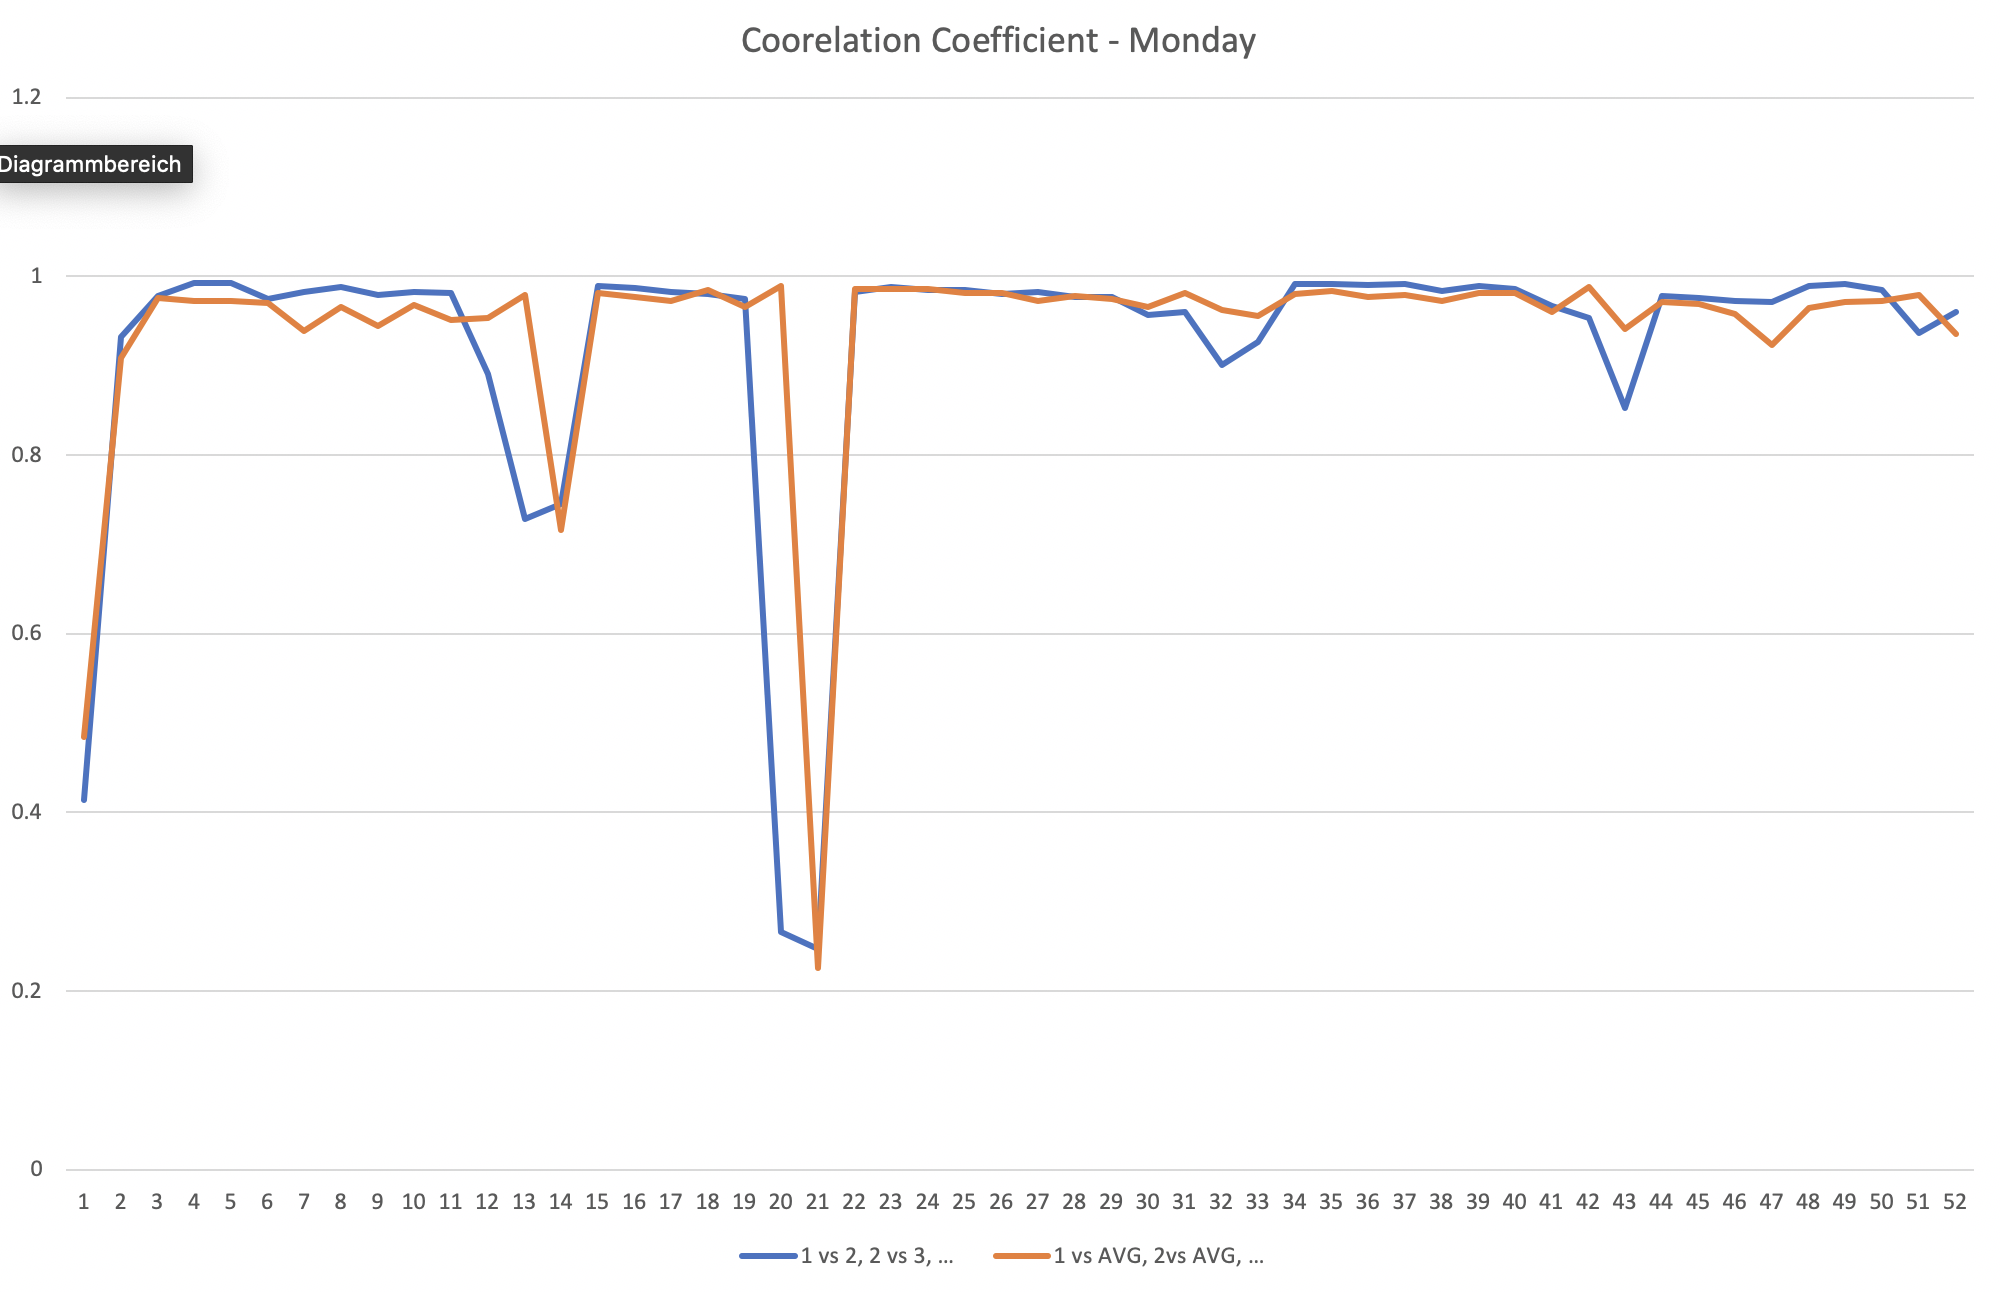 Coorelation Coefficient - Monday
1.2
Diagrammbereich
1
0.8
0.6
0.4
0.2
0
1 2 3 4 5 6 7 8 9 10 11 12 13 14 15 16 17 18 19 20 21 22 23 24 25 26 27 28 29 30 31 32 33 34 35 36 37 38 39 40 41 42 43 44 45 46 47 48 49 50 51 52
1 vs 2, 2 vs 3, ... 1 vs AVG, 2vs AVG, ...